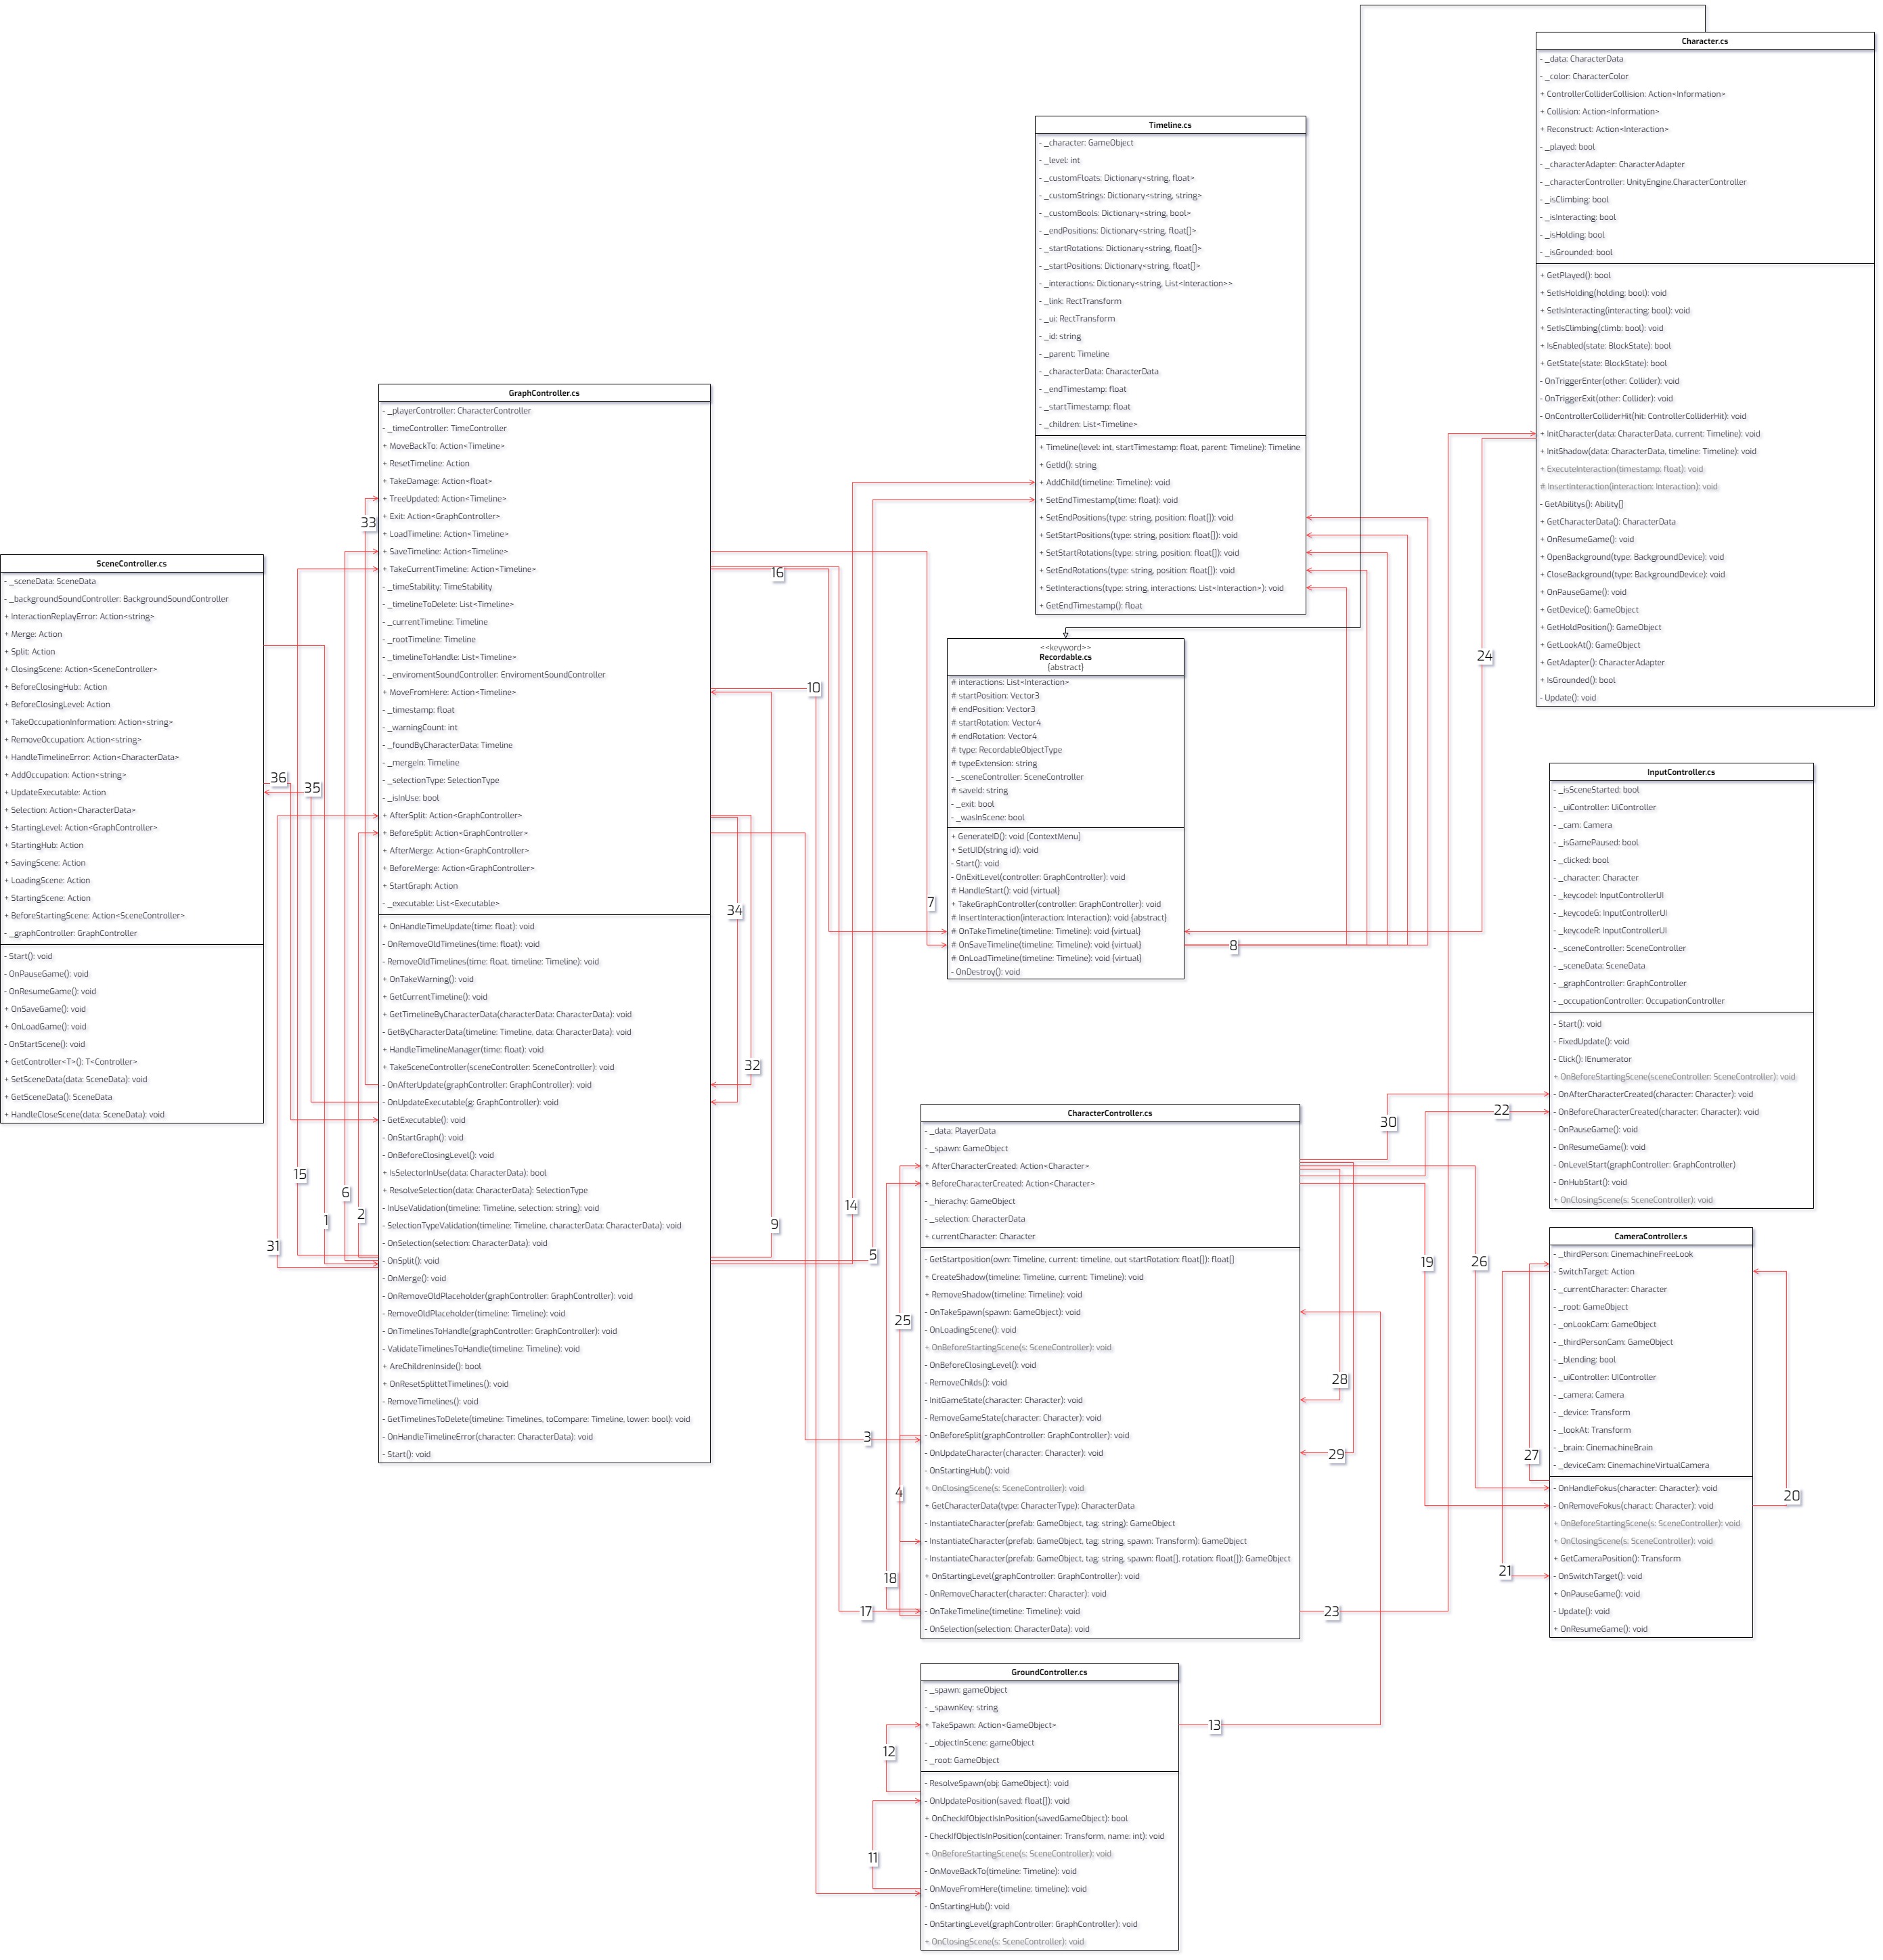 Character.cs
- _data: CharacterData
- _color: CharacterColor
+ ControllerColliderCollision: Action<Information>
+ Collision: Action<Information>
+ Reconstruct: Action<Interaction>
- _played: bool
- _characterAdapter: CharacterAdapter
- _characterController: UnityEngine.CharacterController
- _isClimbing: bool
- _isInteracting: bool
- _isHolding: bool
- _isGrounded: bool
+ GetPlayed(): bool
+ SetIsHolding(holding: bool): void
+ SetIsInteracting(interacting: bool): void
+ SetIsClimbing(climb: bool): void
+ IsEnabled(state: BlockState): bool
+ GetState(state: BlockState): bool
- OnTriggerEnter(other: Collider): void
- OnTriggerExit(other: Collider): void
- OnControllerColliderHit(hit: ControllerColliderHit): void
+ InitCharacter(data: CharacterData, current: Timeline): void
+ InitShadow(data: CharacterData, timeline: Timeline): void
+ ExecuteInteraction(timestamp: float): void
# InsertInteraction(interaction: Interaction): void
- GetAbilitys(): Ability[]
+ GetCharacterData(): CharacterData
+ OnResumeGame(): void
+ OpenBackground(type: BackgroundDevice): void
+ CloseBackground(type: BackgroundDevice): void
+ OnPauseGame(): void
+ GetDevice(): GameObject
+ GetHoldPosition(): GameObject
+ GetLookAt(): GameObject
+ GetAdapter(): CharacterAdapter
+ IsGrounded(): bool
- Update(): void
Timeline.cs
- _character: GameObject
- _level: int
- _customFloats: Dictionary<string, float>
- _customStrings: Dictionary<string, string>
- _customBools: Dictionary<string, bool>
- _endPositions: Dictionary<string, float[]>
- _startRotations: Dictionary<string, float[]>
- _startPositions: Dictionary<string, float[]>
- _interactions: Dictionary<string, List<Interaction>>
- _link: RectTransform
- _ui: RectTransform
- _id: string
- _parent: Timeline
- _characterData: CharacterData
- _endTimestamp: float
- _startTimestamp: float
- _children: List<Timeline>
+ Timeline(level: int, startTimestamp: float, parent: Timeline): Timeline
+ GetId(): string
+ AddChild(timeline: Timeline): void
+ SetEndTimestamp(time: float): void
+ SetEndPositions(type: string, position: float[]): void
+ SetStartPositions(type: string, position: float[]): void
+ SetStartRotations(type: string, position: float[]): void
+ SetEndRotations(type: string, position: float[]): void
+ SetInteractions(type: string, interactions: List<Interaction>): void
+ GetEndTimestamp(): float
GraphController.cs
- _playerController: CharacterController
- _timeController: TimeController
+ MoveBackTo: Action<Timeline>
+ ResetTimeline: Action
+ TakeDamage: Action<float>
+ TreeUpdated: Action<Timeline>
+ Exit: Action<GraphController>
+ LoadTimeline: Action<Timeline>
+ SaveTimeline: Action<Timeline>
+ TakeCurrentTimeline: Action<Timeline>
- _timeStability: TimeStability
- _timelineToDelete: List<Timeline>
- _currentTimeline: Timeline
- _rootTimeline: Timeline
- _timelineToHandle: List<Timeline>
- _enviromentSoundController: EnviromentSoundController
+ MoveFromHere: Action<Timeline>
- _timestamp: float
- _warningCount: int
- _foundByCharacterData: Timeline
- _mergeIn: Timeline
- _selectionType: SelectionType
- _isInUse: bool
+ AfterSplit: Action<GraphController>
+ BeforeSplit: Action<GraphController>
+ AfterMerge: Action<GraphController>
+ BeforeMerge: Action<GraphController>
+ StartGraph: Action
- _executable: List<Executable>
+ OnHandleTimeUpdate(time: float): void
- OnRemoveOldTimelines(time: float): void
- RemoveOldTimelines(time: float, timeline: Timeline): void
+ OnTakeWarning(): void
+ GetCurrentTimeline(): void
+ GetTimelineByCharacterData(characterData: CharacterData): void
- GetByCharacterData(timeline: Timeline, data: CharacterData): void
+ HandleTimelineManager(time: float): void
+ TakeSceneController(sceneController: SceneController): void
- OnAfterUpdate(graphController: GraphController): void
- OnUpdateExecutable(g: GraphController): void
- GetExecutable(): void
- OnStartGraph(): void
- OnBeforeClosingLevel(): void
+ IsSelectorInUse(data: CharacterData): bool
+ ResolveSelection(data: CharacterData): SelectionType
- InUseValidation(timeline: Timeline, selection: string): void
- SelectionTypeValidation(timeline: Timeline, characterData: CharacterData): void
- OnSelection(selection: CharacterData): void
- OnSplit(): void
- OnMerge(): void
- OnRemoveOldPlaceholder(graphController: GraphController): void
- RemoveOldPlaceholder(timeline: Timeline): void
- OnTimelinesToHandle(graphController: GraphController): void
- ValidateTimelinesToHandle(timeline: Timeline): void
+ AreChildrenInside(): bool
+ OnResetSplittetTimelines(): void
- RemoveTimelines(): void
- GetTimelinesToDelete(timeline: Timelines, toCompare: Timeline, lower: bool): void
- OnHandleTimelineError(character: CharacterData): void
- Start(): void
SceneController.cs
- _sceneData: SceneData
- _backgroundSoundController: BackgroundSoundController
+ InteractionReplayError: Action<string>
+ Merge: Action
+ Split: Action
+ ClosingScene: Action<SceneController>
+ BeforeClosingHub:: Action
+ BeforeClosingLevel: Action
+ TakeOccupationInformation: Action<string>
+ RemoveOccupation: Action<string>
+ HandleTimelineError: Action<CharacterData>
+ AddOccupation: Action<string>
+ UpdateExecutable: Action
+ Selection: Action<CharacterData>
+ StartingLevel: Action<GraphController>
+ StartingHub: Action
+ SavingScene: Action
+ LoadingScene: Action
+ StartingScene: Action
+ BeforeStartingScene: Action<SceneController>
- _graphController: GraphController
- Start(): void
- OnPauseGame(): void
- OnResumeGame(): void
+ OnSaveGame(): void
+ OnLoadGame(): void
- OnStartScene(): void
+ GetController<T>(): T<Controller>
+ SetSceneData(data: SceneData): void
+ GetSceneData(): SceneData
+ HandleCloseScene(data: SceneData): void
<<keyword>>
Recordable.cs
{abstract}
# interactions: List<Interaction>
# startPosition: Vector3
# endPosition: Vector3
# startRotation: Vector4
# endRotation: Vector4
# type: RecordableObjectType
# typeExtension: string
- _sceneController: SceneController
# saveId: string
- _exit: bool
- _wasInScene: bool
+ GenerateID(): void {ContextMenu}
+ SetUID(string id): void
- Start(): void
- OnExitLevel(controller: GraphController): void
# HandleStart(): void {virtual}
+ TakeGraphController(controller: GraphController): void
# InsertInteraction(interaction: Interaction): void {abstract}
# OnTakeTimeline(timeline: Timeline): void {virtual}
# OnSaveTimeline(timeline: Timeline): void {virtual}
# OnLoadTimeline(timeline: Timeline): void {virtual}
- OnDestroy(): void
InputController.cs
- _isSceneStarted: bool
- _uiController: UiController
- _cam: Camera
- _isGamePaused: bool
- _clicked: bool
- _character: Character
- _keycodeI: InputControllerUI
- _keycodeG: InputControllerUI
- _keycodeR: InputControllerUi
- _sceneController: SceneController
- _sceneData: SceneData
- _graphController: GraphController
- _occupationController: OccupationController
- Start(): void
- FixedUpdate(): void
- Click(): IEnumerator
+ OnBeforeStartingScene(sceneController: SceneController): void
- OnAfterCharacterCreated(character: Character): void
- OnBeforeCharacterCreated(character: Character): void
- OnPauseGame(): void
- OnResumeGame(): void
- OnLevelStart(graphController: GraphController)
- OnHubStart(): void
+ OnClosingScene(s: SceneController): void
CharacterController.cs
- _data: PlayerData
- _spawn: GameObject
+ AfterCharacterCreated: Action<Character>
+ BeforeCharacterCreated: Action<Character>
- _hierachy: GameObject
- _selection: CharacterData
+ currentCharacter: Character
- GetStartposition(own: Timeline, current: timeline, out startRotation: float[]): float[]
+ CreateShadow(timeline: Timeline, current: Timeline): void
+ RemoveShadow(timeline: Timeline): void
- OnTakeSpawn(spawn: GameObject): void
- OnLoadingScene(): void
+ OnBeforeStartingScene(s: SceneController): void
- OnBeforeClosingLevel(): void
- RemoveChilds(): void
- InitGameState(character: Character): void
- RemoveGameState(character: Character): void
- OnBeforeSplit(graphController: GraphController): void
- OnUpdateCharacter(character: Character): void
- OnStartingHub(): void
+ OnClosingScene(s: SceneController): void
+ GetCharacterData(type: CharacterType): CharacterData
- InstantiateCharacter(prefab: GameObject, tag: string): GameObject
- InstantiateCharacter(prefab: GameObject, tag: string, spawn: Transform): GameObject
- InstantiateCharacter(prefab: GameObject, tag: string, spawn: float[], rotation: float[]): GameObject
+ OnStartingLevel(graphController: GraphController): void
- OnRemoveCharacter(character: Character): void
- OnTakeTimeline(timeline: Timeline): void
- OnSelection(selection: CharacterData): void
CameraController.s
- _thirdPerson: CinemachineFreeLook
- SwitchTarget: Action
- _currentCharacter: Character
- _root: GameObject
- _onLookCam: GameObject
- _thirdPersonCam: GameObject
- _blending: bool
- _uiController: UIController
- _camera: Camera
- _device: Transform
- _lookAt: Transform
- _brain: CinemachineBrain
- _deviceCam: CinemachineVirtualCamera
- OnHandleFokus(character: Character): void
- OnRemoveFokus(charact: Character): void
+ OnBeforeStartingScene(s: SceneController): void
+ OnClosingScene(s: SceneController): void
+ GetCameraPosition(): Transform
- OnSwitchTarget(): void
+ OnPauseGame(): void
- Update(): void
+ OnResumeGame(): void
GroundController.cs
- _spawn: gameObject
- _spawnKey: string
+ TakeSpawn: Action<GameObject>
- _objectInScene: gameObject
- _root: GameObject
- ResolveSpawn(obj: GameObject): void
- OnUpdatePosition(saved: float[]): void
+ OnCheckIfObjectIsInPosition(savedGameObject): bool
- CheckIfObjectIsInPosition(container: Transform, name: int): void
+ OnBeforeStartingScene(s: SceneController): void
- OnMoveBackTo(timeline: Timeline): void
- OnMoveFromHere(timeline: timeline): void
- OnStartingHub(): void
- OnStartingLevel(graphController: GraphController): void
+ OnClosingScene(s: SceneController): void
1
2
3
4
5
6
7
8
9
10
11
12
13
14
15
16
17
18
19
20
21
22
23
24
25
26
27
28
29
30
31
32
33
34
35
36